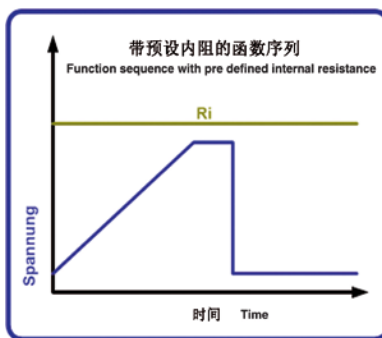 带预设内阻的函数序列
Function sequence with pre defined internal resistance
Ri
Spannung
时间 Time